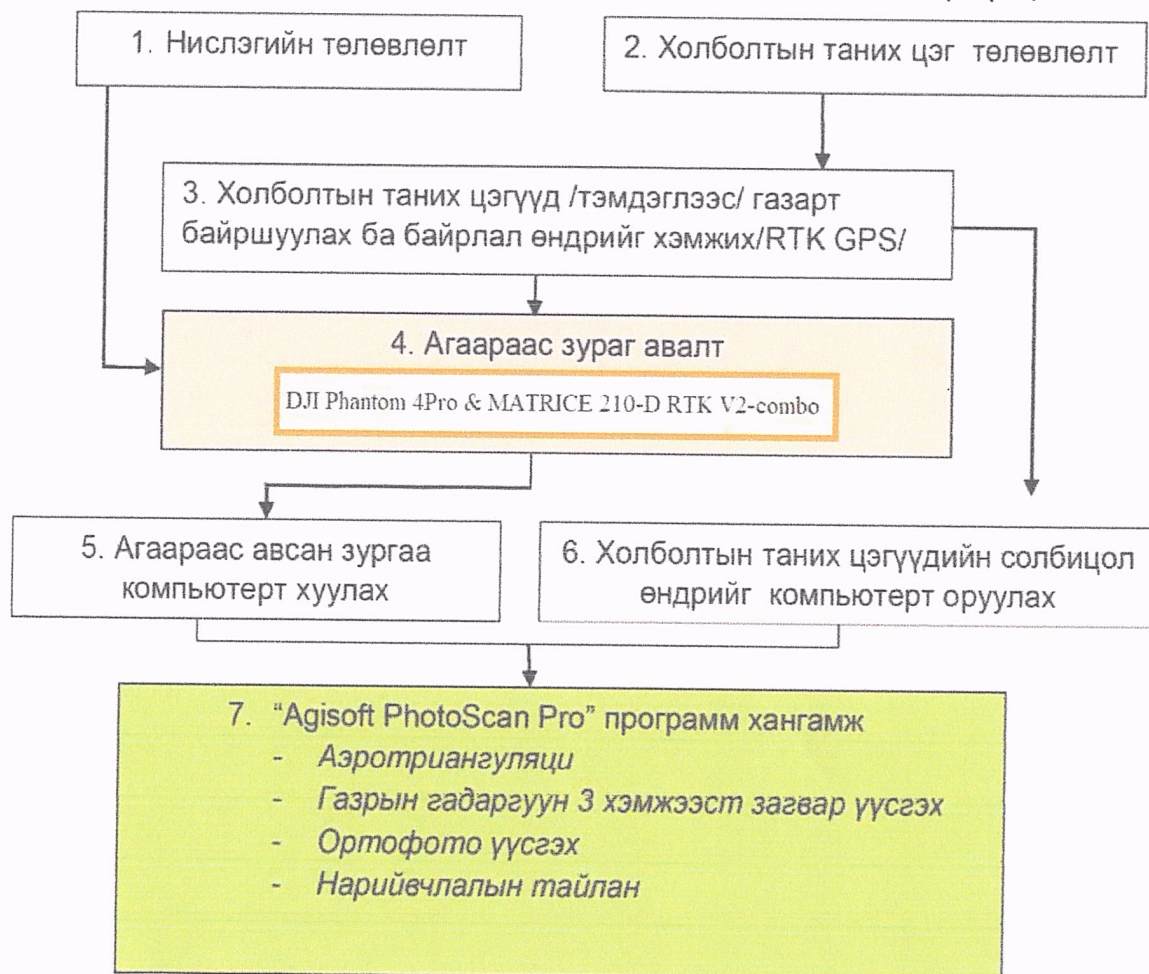 1. Нислэгийн төлөвлөлт
2. Холболтын таних цэг төлөвлөлт
3. Холболтын таних цэгүүд /тэмдэглээс/ газарт
байршуулах ба байрлал өндрийг хэмжих/RTK GPS/
4. Агаараас зураг авалт
DJI Phantom 4Pro & MATRICE 210-D RTK V2-combo
5. Агаараас авсан зургаа
компьютерт хуулах
6. Холболтын таних цэгүүдийн солбицол
өндрийг компьютерт оруулах
7. “Agisoft PhotoScan Pro” программ хангамж
- Аэротриангуляци
- Газрын гадаргуун 3 хэмжээст загвар үүсгэх
- Ортофото үүсгэх
- Нарийвчлалын тайлан